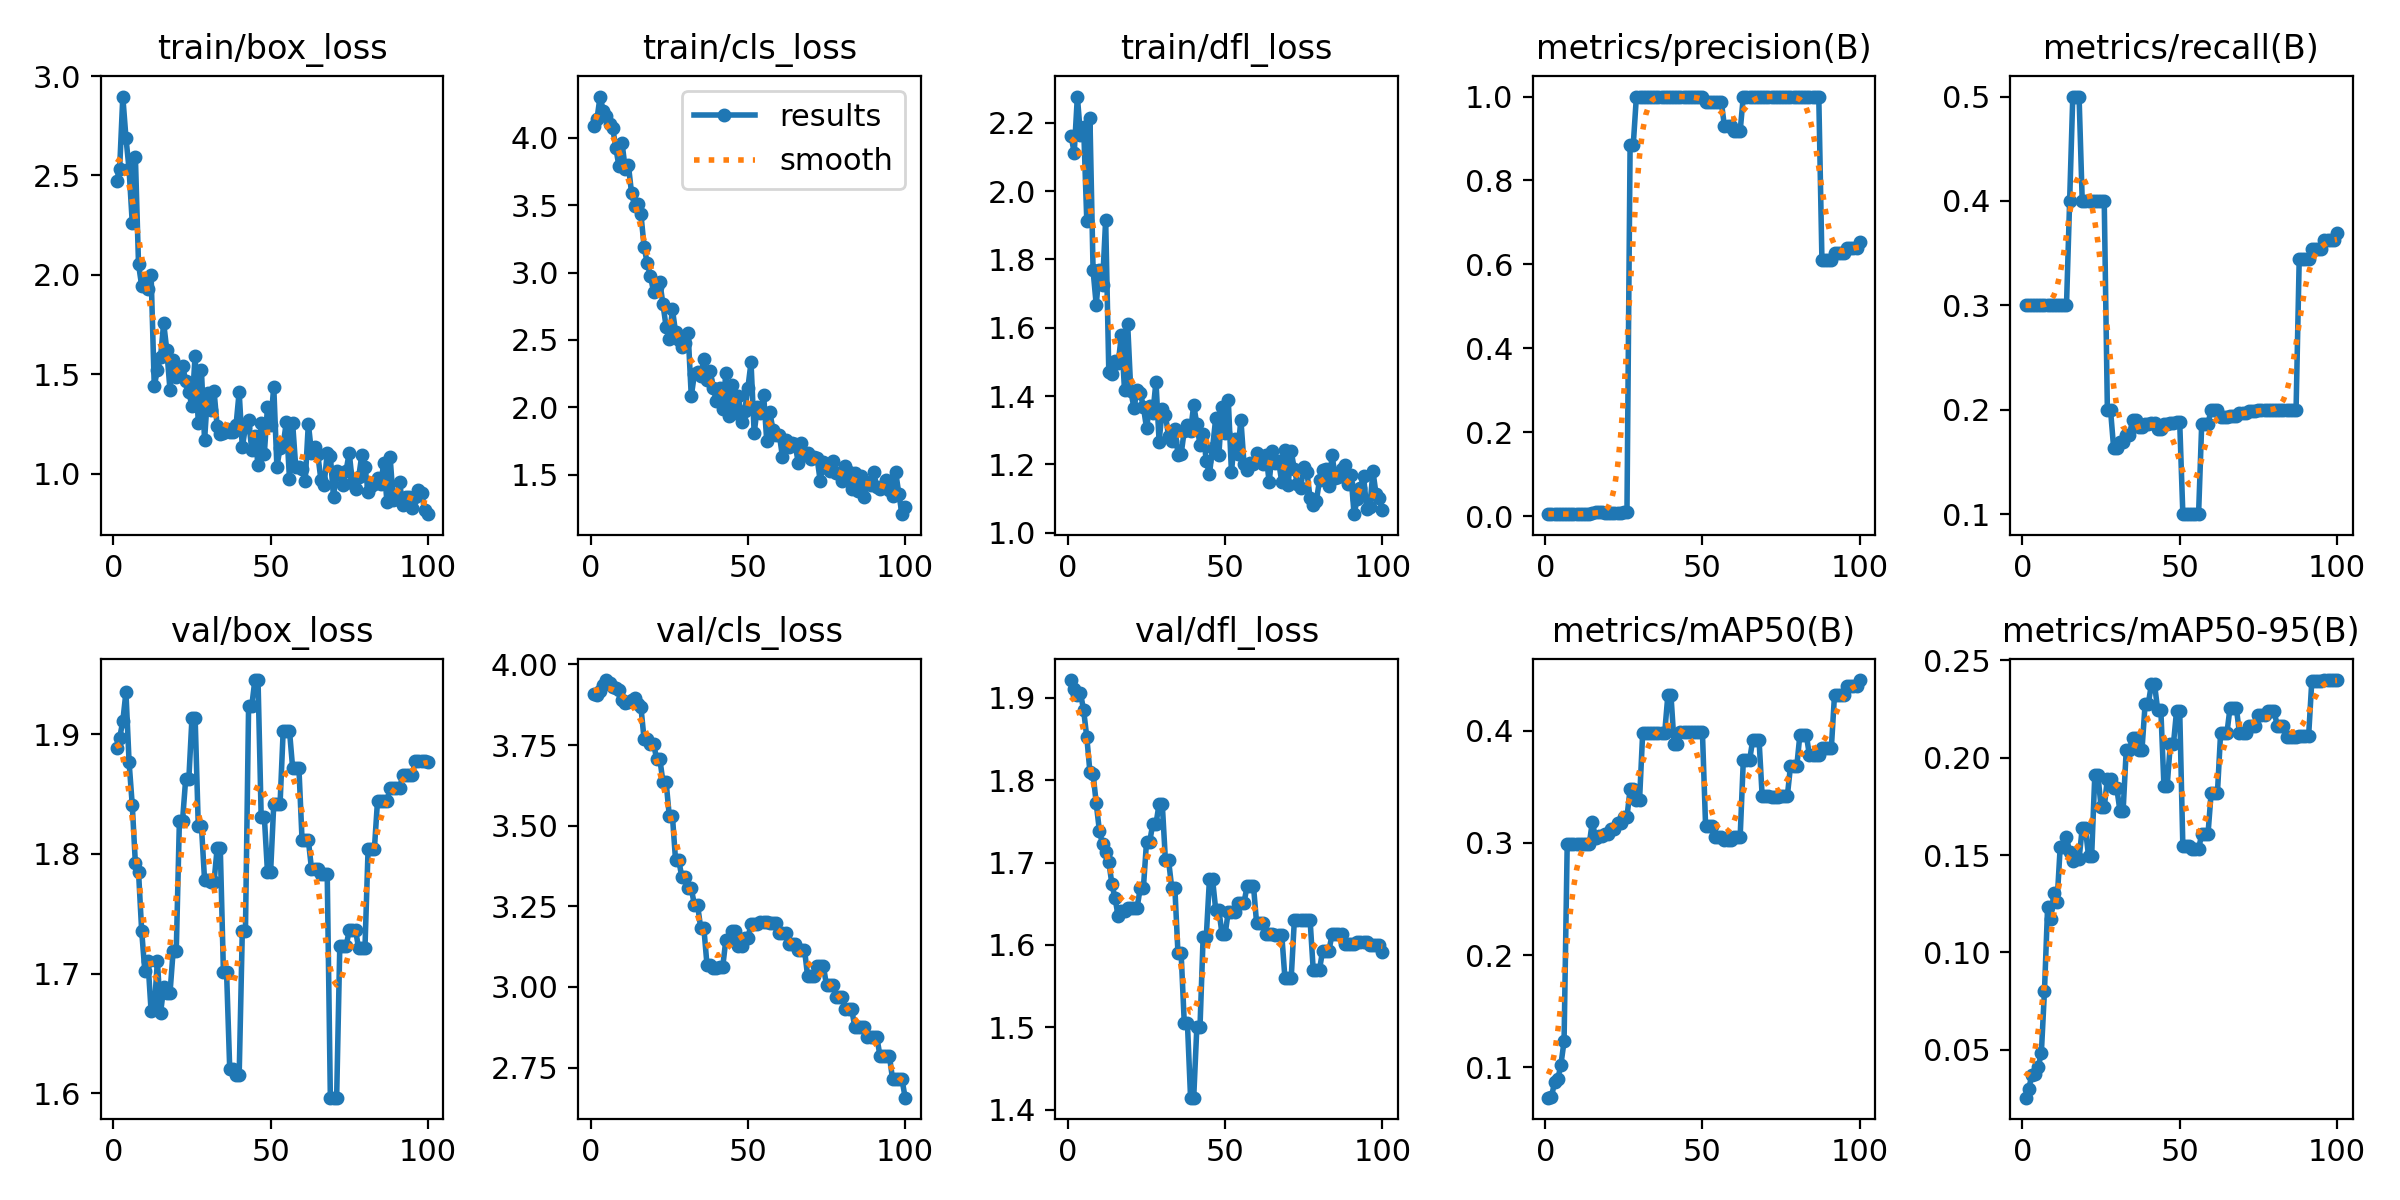 train/box_loss
3.0
2.5
2.0
1.5
1.0
0 50 100
train/cls_loss
results
smooth
4.0
3.5
3.0
2.5
2.0
1.5
0 50 100
train/dfl_loss
2.2
2.0
1.8
1.6
1.4
1.2
1.0
0 50 100
metrics/precision(B)
1.0
0.8
0.6
0.4
0.2
0.0
0 50 100
metrics/recall(B)
0.5
0.4
0.3
0.2
0.1
0 50 100
val/box_loss
1.9
1.8
1.7
1.6
0 50 100
val/cls_loss
4.00
3.75
3.50
3.25
3.00
2.75
0 50 100
val/dfl_loss
1.9
1.8
1.7
1.6
1.5
1.4
0 50 100
metrics/mAP50(B)
0.4
0.3
0.2
0.1
0 50 100
metrics/mAP50-95(B)
0.25
0.20
0.15
0.10
0.05
0 50 100